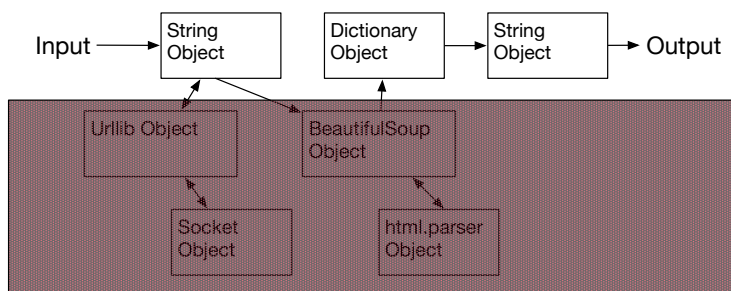 Input
String
Object
Dictionary
Object
String
Object
Output
Urllib Object
BeautifulSoup
Object
Socket
Object
html.parser
Object